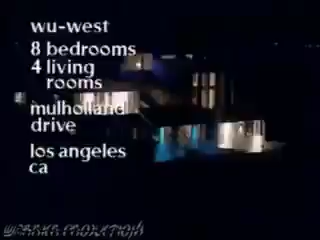 wu-west
8 bedrooms
4 living
rooms
mulholland
drive
los angeles
ca